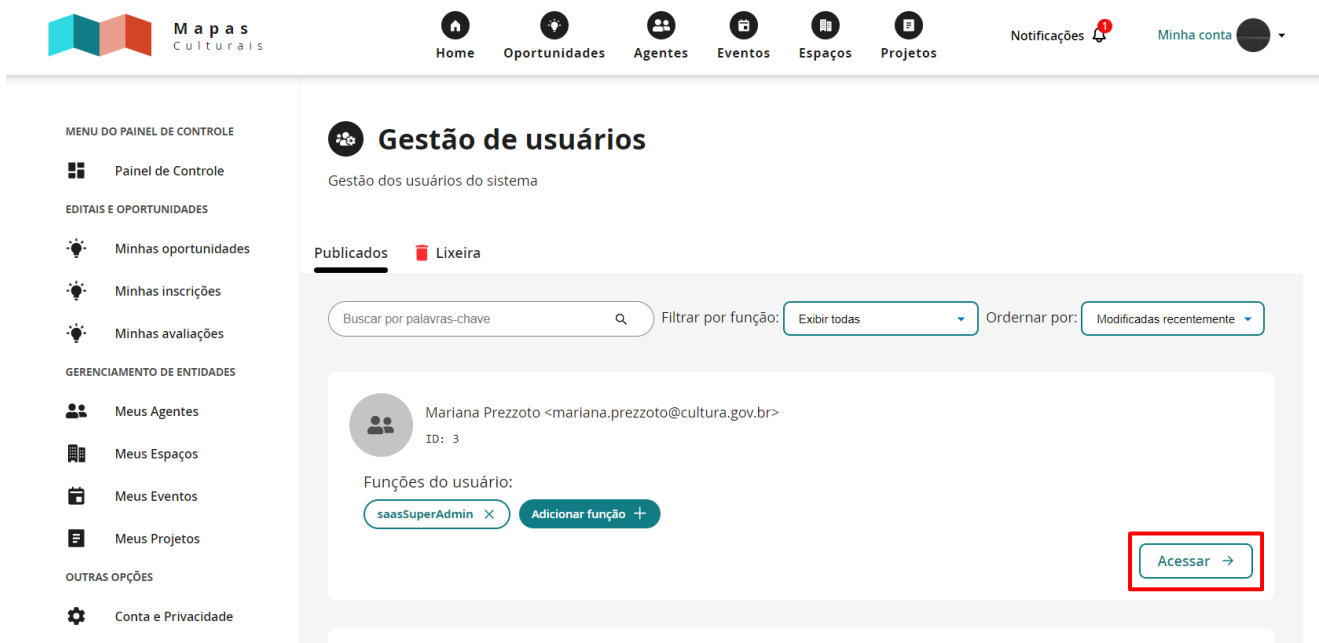 Mapas
Culturais
Home
Oportunidades
Agentes
Eventos
Espaços
Projetos
Notificações
1
Minha conta
MENU DO PAINEL DE CONTROLE
Painel de Controle
EDITAIS E OPORTUNIDADES
Minhas oportunidades
Minhas inscrições
Minhas avaliações
GERENCIAMENTO DE ENTIDADES
Meus Agentes
Meus Espaços
Meus Eventos
Meus Projetos
OUTRAS OPÇÕES
Conta e Privacidade
Gestão de usuários
Gestão dos usuários do sistema
Publicados
Lixeira
Buscar por palavras-chave
Filtrar por função:
Exibir todas
Ordernar por:
Modificadas recentemente
Mariana Prezzoto <mariana.prezzoto@cultura.gov.br>
ID: 3
Funções do usuário:
saasSuperAdmin
Adicionar função
Acessar